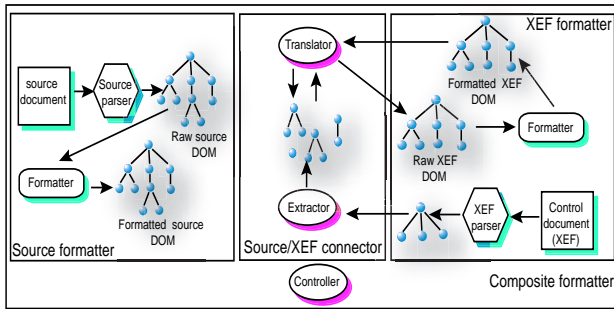 source
document
Source
parser
Raw source
DOM
Formatter
Formatted source
DOM
Source formatter
Translator
Extractor
Source/XEF connector
Controller
XEF formatter
Formatted XEF
DOM
Raw XEF
DOM
Formatter
XEF
parser
Control
document
(XEF)
Composite formatter